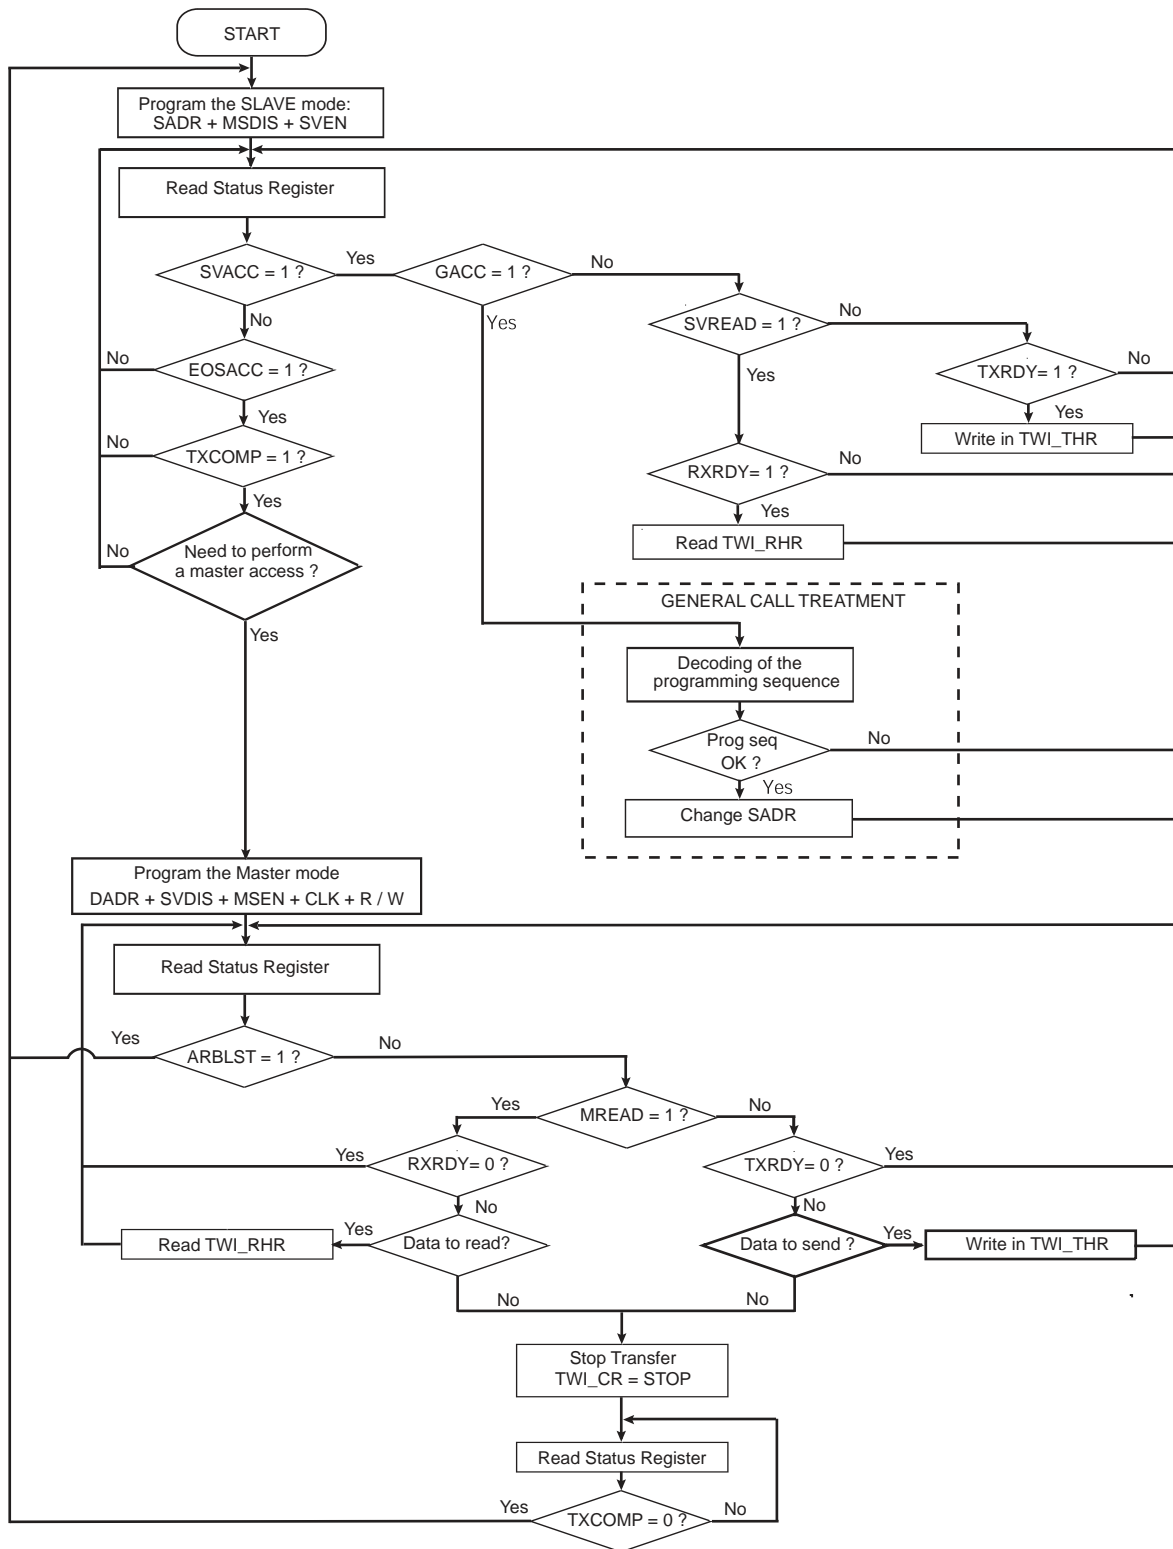 START
Program the SLAVE mode:
SADR + MSDIS + SVEN
Read Status Register
SVACC = 1 ?
Yes
GACC = 1 ?
No
No
Yes
SVREAD = 1 ?
No
Yes
TXRDY= 1 ?
No
Yes
Write in TWI_THR
No
EOSACC = 1 ?
Yes
No
TXCOMP = 1 ?
Yes
RXRDY= 1 ?
No
Yes
Read TWI_RHR
No
Need to perform
a master access ?
Yes
GENERAL CALL TREATMENT
Decoding of the
programming sequence
Prog seq
OK ?
No
Yes
Change SADR
Program the Master mode
DADR + SVDIS + MSEN + CLK + R / W
Read Status Register
Yes
ARBLST = 1 ?
No
Yes
MREAD = 1 ?
No
Yes
RXRDY= 0 ?
No
TXRDY= 0 ?
Yes
No
Read TWI_RHR
Yes
Data to read?
No
Data to send ?
Yes
Write in TWI_THR
No
Stop Transfer
TWI_CR = STOP
Read Status Register
Yes
TXCOMP = 0 ?
No